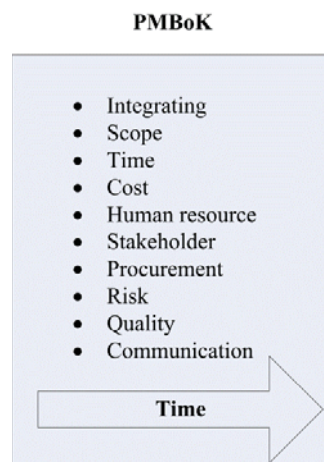 PMBoK
• Integrating
• Scope
• Time
• Cost
• Human resource
• Stakeholder
• Procurement
• Risk
• Quality
• Communication
Time